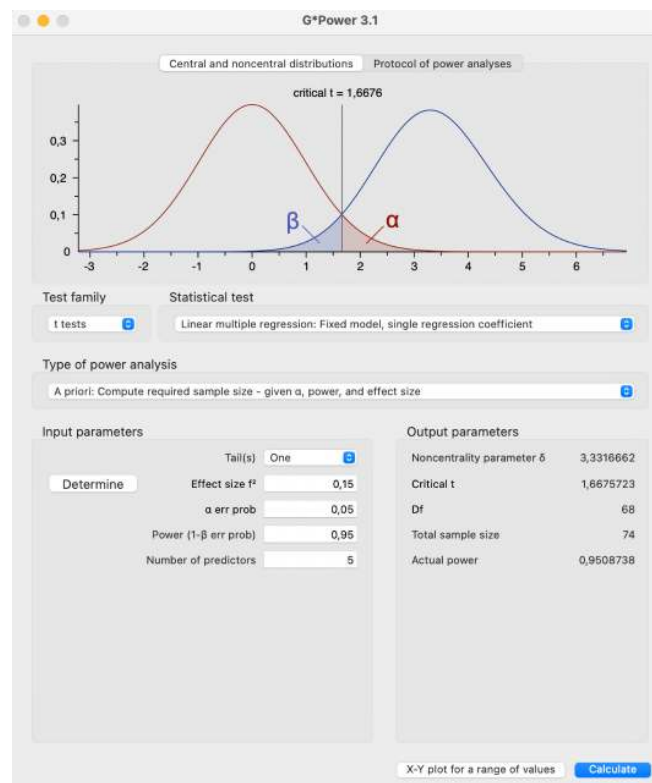 G*Power 3.1
Central and noncentral distributions Protocol of power analyses
critical t = 1,6676
0,3
0,2
0,1
0
β α
-3 -2 -1 0 1 2 3 4 5 6
Test family Statistical test
t tests Linear multiple regression: Fixed model, single regression coefficient
Type of power analysis
A priori: Compute required sample size - given α, power, and effect size
Input parameters Output parameters
Tail(s) One Noncentrality parameter δ 3,3316662
Determine Effect size f² 0,15 Critical t 1,6675723
α err prob 0,05 Df 68
Power (1-β err prob) 0,95 Total sample size 74
Number of predictors 5 Actual power 0,9508738
X-Y plot for a range of values Calculate